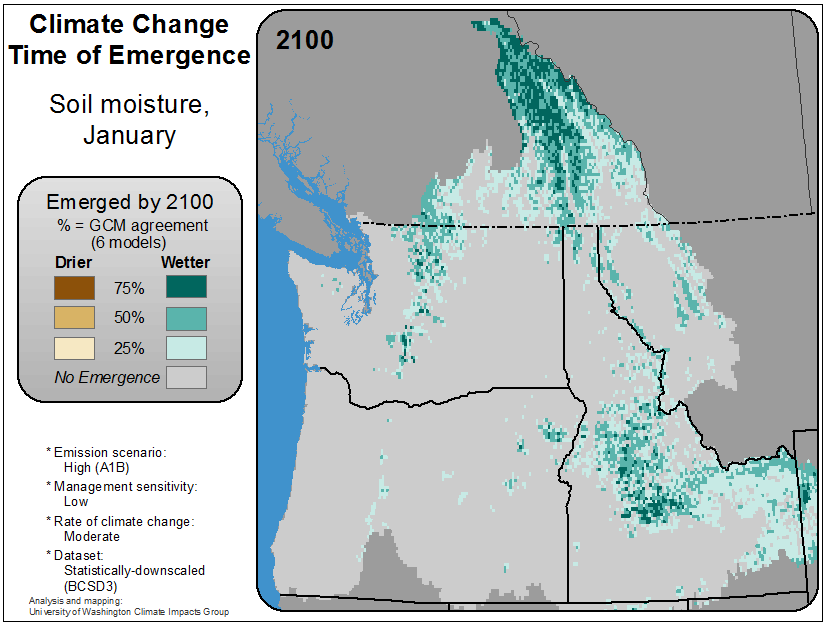 Climate Change
Time of Emergence
Soil moisture,
January
2100
Emerged by 2100
% = GCM agreement
(6 models)
Drier Wetter
75%
50%
25%
No Emergence
* Emission scenario:
High (A1B)
* Management sensitivity:
Low
* Rate of climate change:
Moderate
* Dataset:
Statistically-downscaled
(BCSD3)
Analysis and mapping:
University of Washington Climate Impacts Group